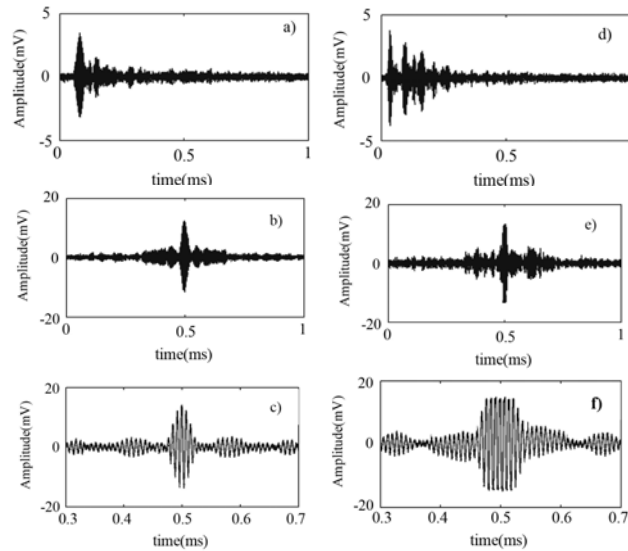 5
a)
Amplitude(mV)
0
-5
0
0.5
1
time(ms)
5
d)
Amplitude(mV)
0
-5
0
0.5
1
time(ms)
20
b)
Amplitude(mV)
0
-20
0
0.5
1
time(ms)
20
e)
Amplitude(mV)
0
-20
0
0.5
1
time(ms)
20
c)
Amplitude(mV)
0
-20
0.3
0.4
0.5
0.6
0.7
time(ms)
20
f)
Amplitude(mV)
0
-20
0.3
0.4
0.5
0.6
0.7
time(ms)